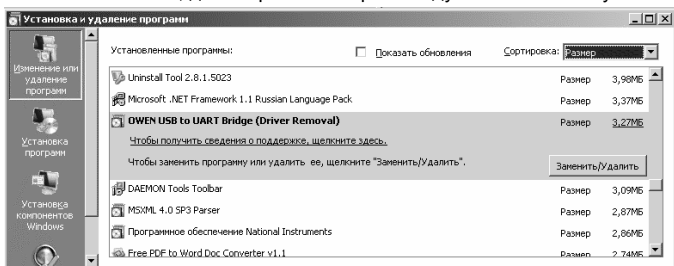 Установка и удаление программ
Изменение или удаление программ
Установка программ
Установка компонентов Windows
Установленные программы:
Показать обновления
Сортировка: Размер
Uninstall Tool 2.8.1.5023 Размер 3,98МБ
Microsoft .NET Framework 1.1 Russian Language Pack Размер 3,37МБ
OWEN USB to UART Bridge (Driver Removal) Размер 3,27МБ
Чтобы получить сведения о поддержке, щелкните здесь.
Чтобы заменить программу или удалить ее, щелкните "Заменить/Удалить".
Заменить/Удалить
DAEMON Tools Toolbar Размер 3,09МБ
MSXML 4.0 SP3 Parser Размер 2,87МБ
Программное обеспечение National Instruments Размер 2,86МБ
Free PDF to Word Doc Converter v1.1 Размер 2,74МБ